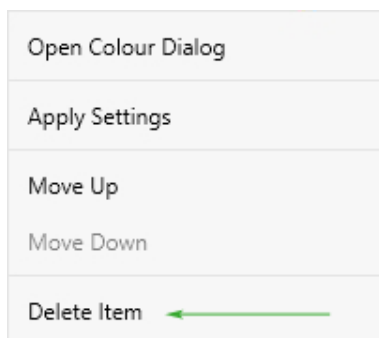 Open Colour Dialog
Apply Settings
Move Up
Move Down
Delete Item